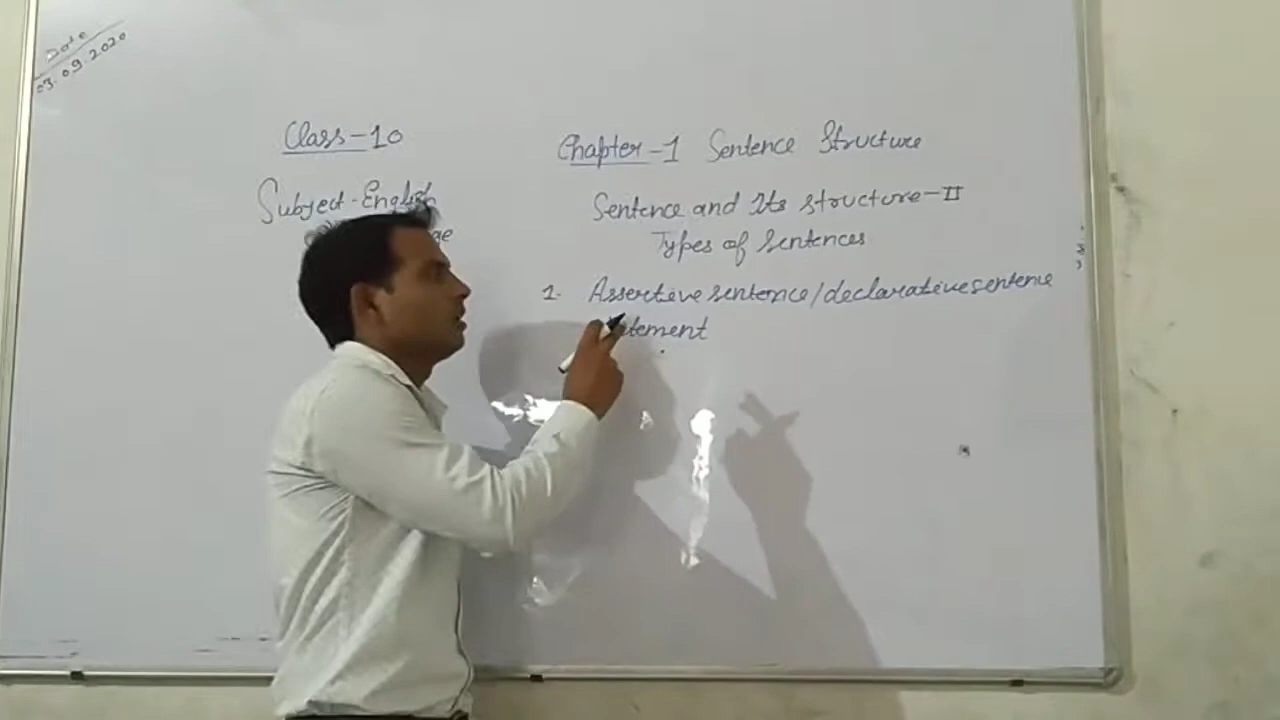 Date
03.09.2020
Class-10
Subject-English
Chapter-1 Sentence Structure
Sentence and Its structure-II
Types of Sentences
1. Assertive sentence/declarative sentence